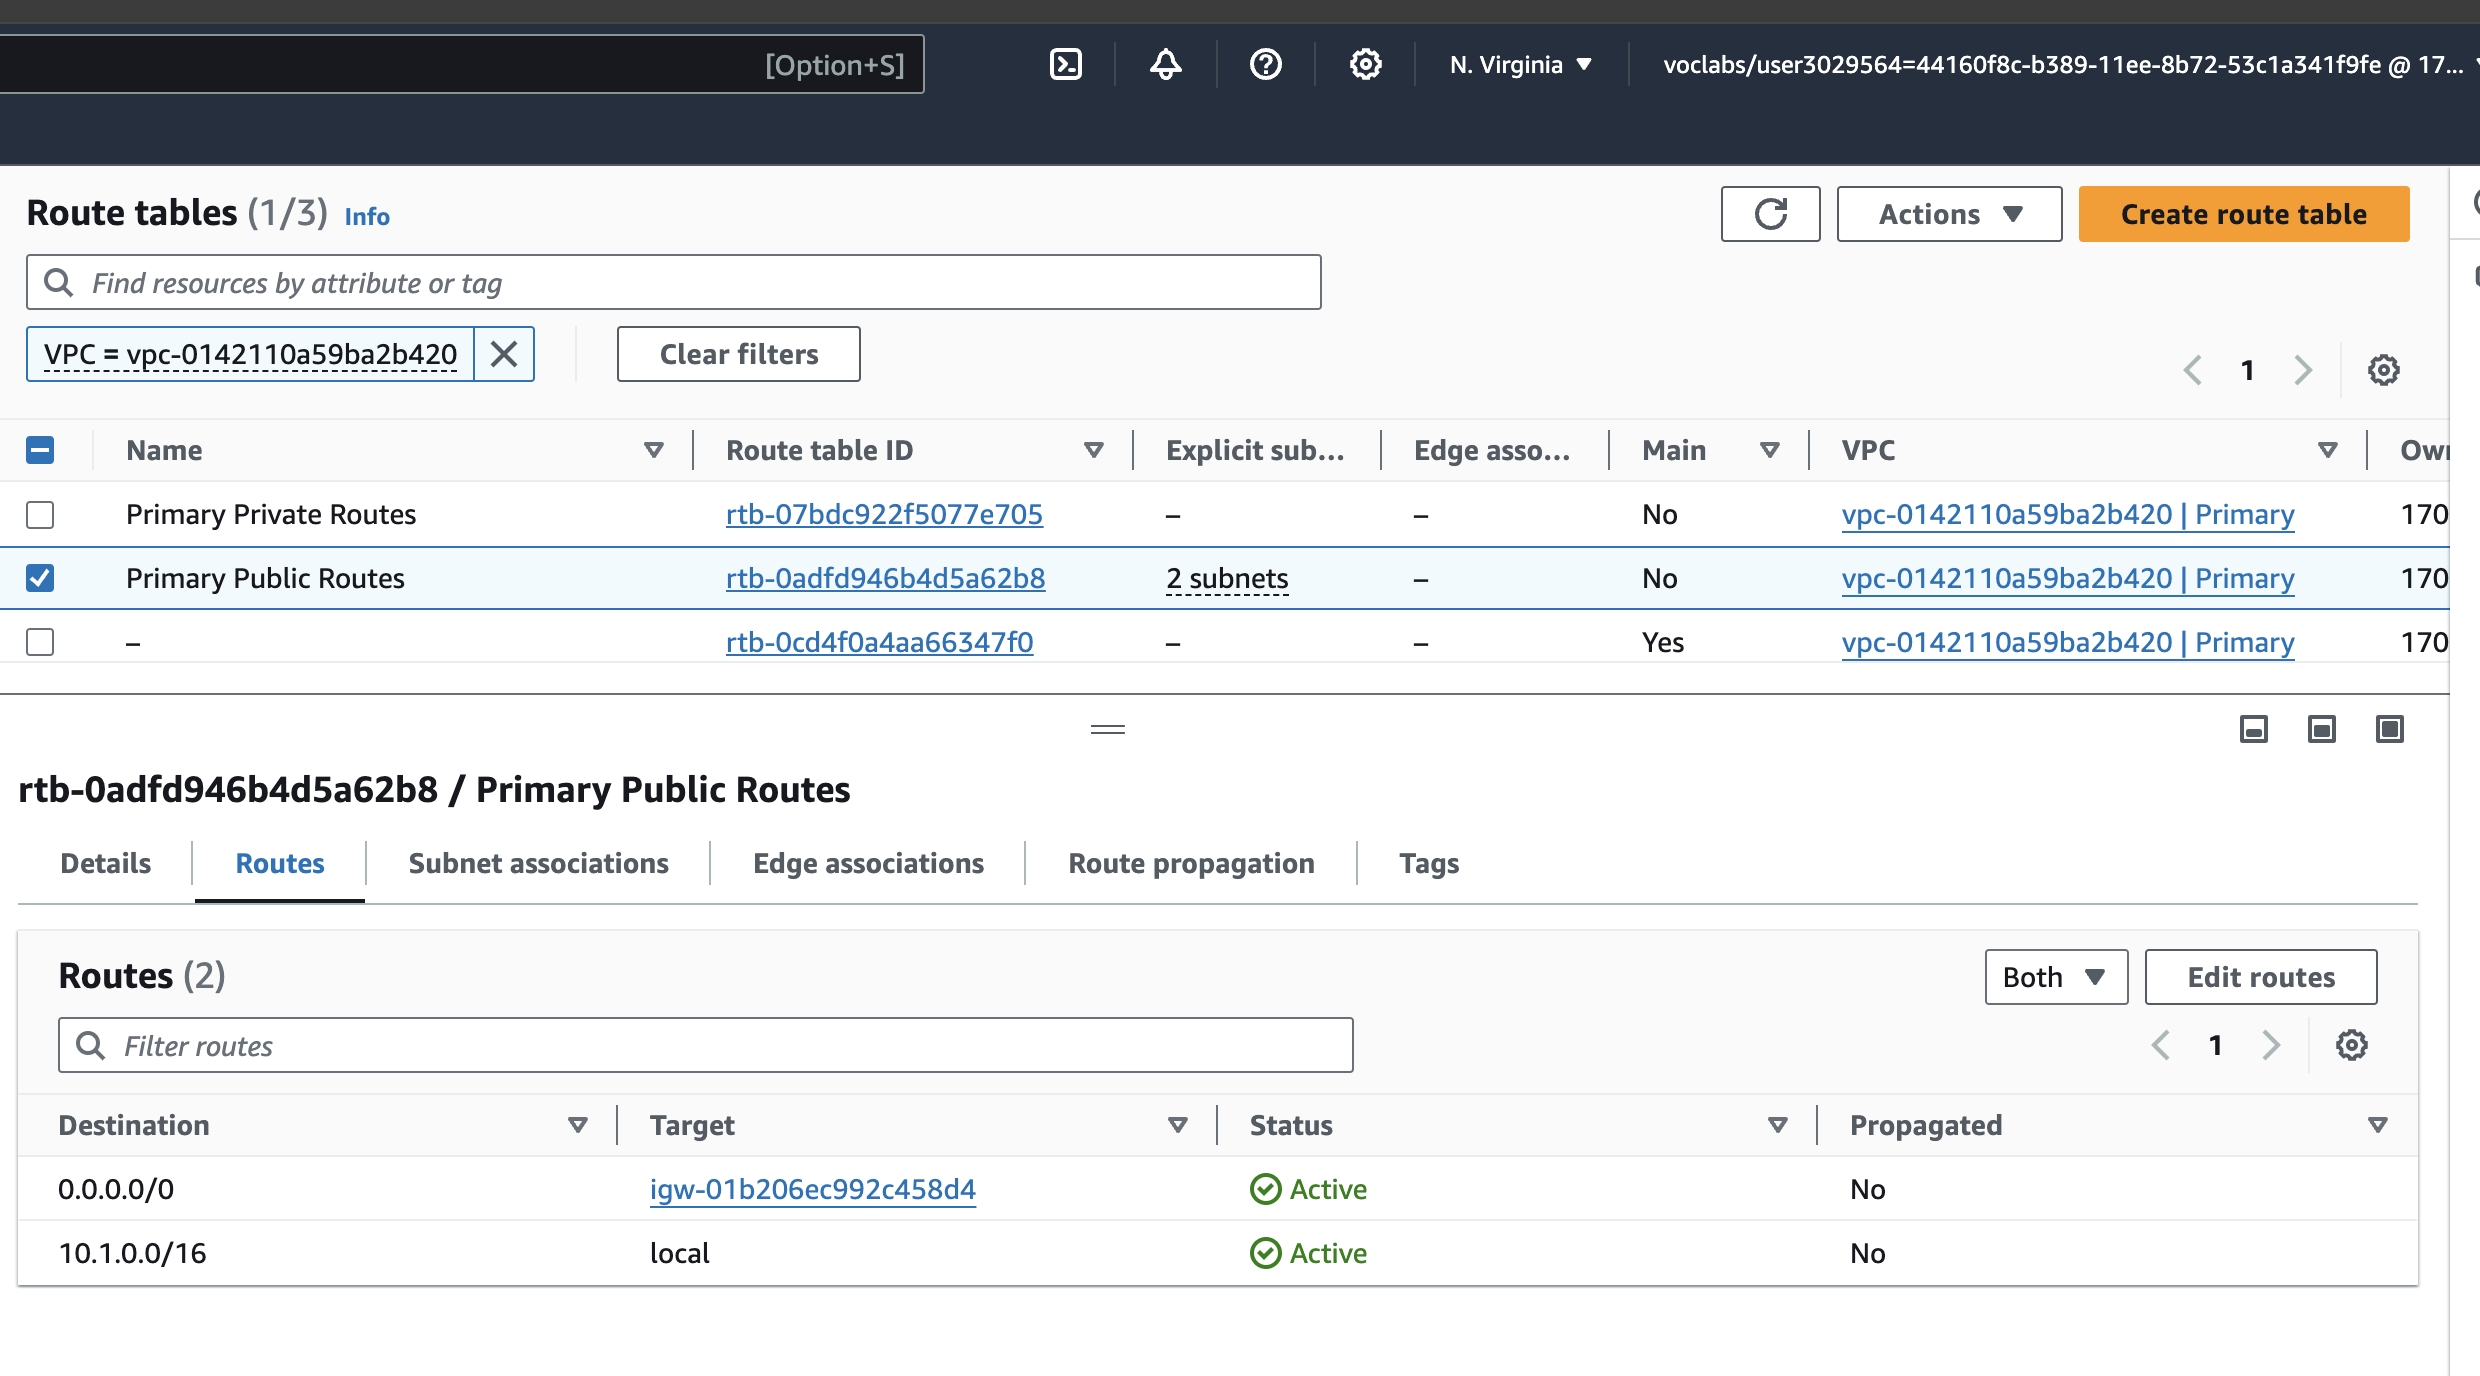 [Option+S]
N. Virginia
voclabs/user3029564=44160f8c-b389-11ee-8b72-53c1a341f9fe @ 17...
Route tables (1/3) Info
Actions
Create route table
Find resources by attribute or tag
VPC = vpc-0142110a59ba2b420
Clear filters
1
Name Route table ID Explicit sub... Edge asso... Main VPC
Primary Private Routes rtb-07bdc922f5077e705 – – No vpc-0142110a59ba2b420 | Primary 170
Primary Public Routes rtb-0adfd946b4d5a62b8 2 subnets – No vpc-0142110a59ba2b420 | Primary 170
– rtb-0cd4f0a4aa66347f0 – – Yes vpc-0142110a59ba2b420 | Primary 170
rtb-0adfd946b4d5a62b8 / Primary Public Routes
Details Routes Subnet associations Edge associations Route propagation Tags
Routes (2)
Both
Edit routes
Filter routes
1
Destination Target Status Propagated
0.0.0.0/0 igw-01b206ec992c458d4 Active No
10.1.0.0/16 local Active No